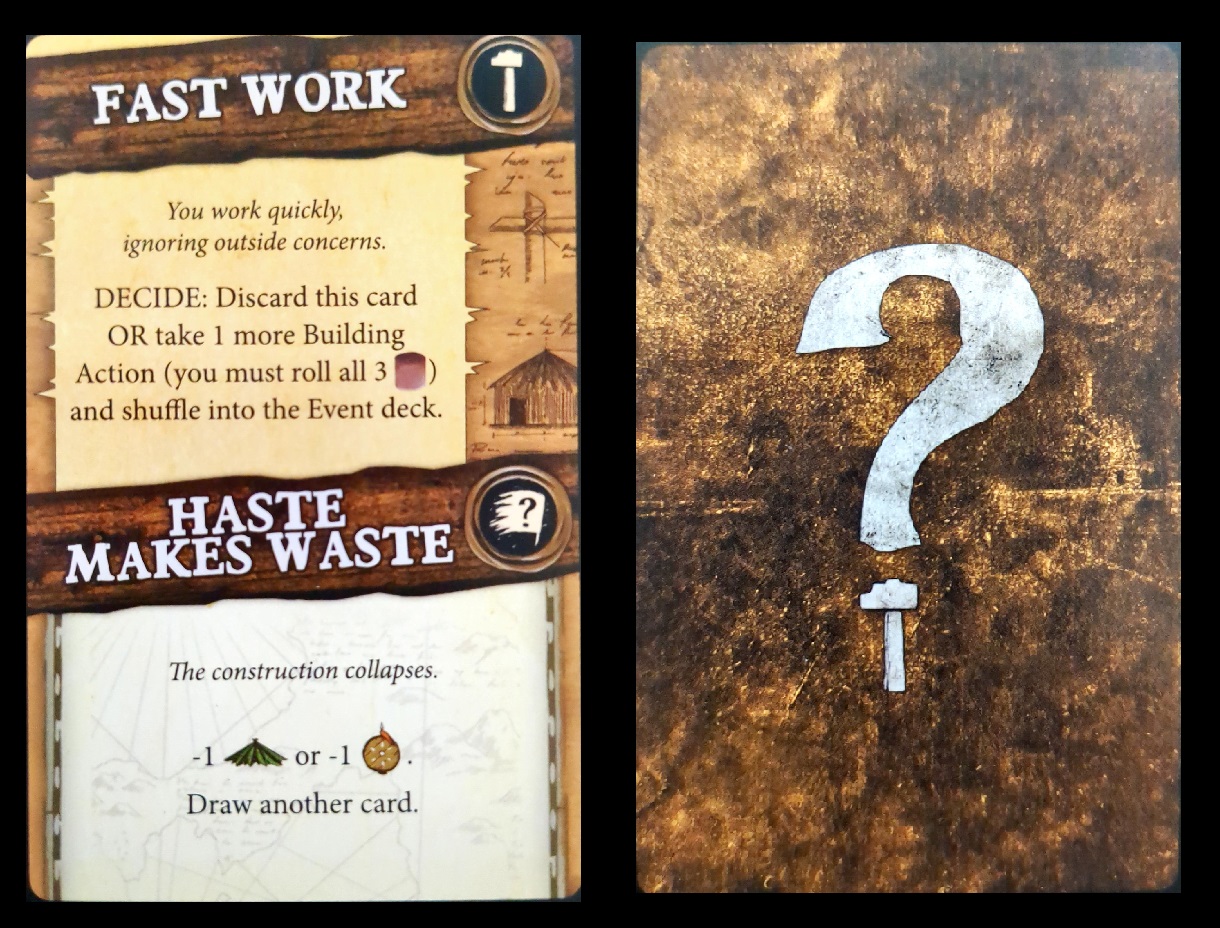 FAST WORK
You work quickly,
ignoring outside concerns.
DECIDE: Discard this card
OR take 1 more Building
Action (you must roll all 3 )
and shuffle into the Event deck.
HASTE
MAKES WASTE
?
The construction collapses.
-1 or -1 .
Draw another card.
?